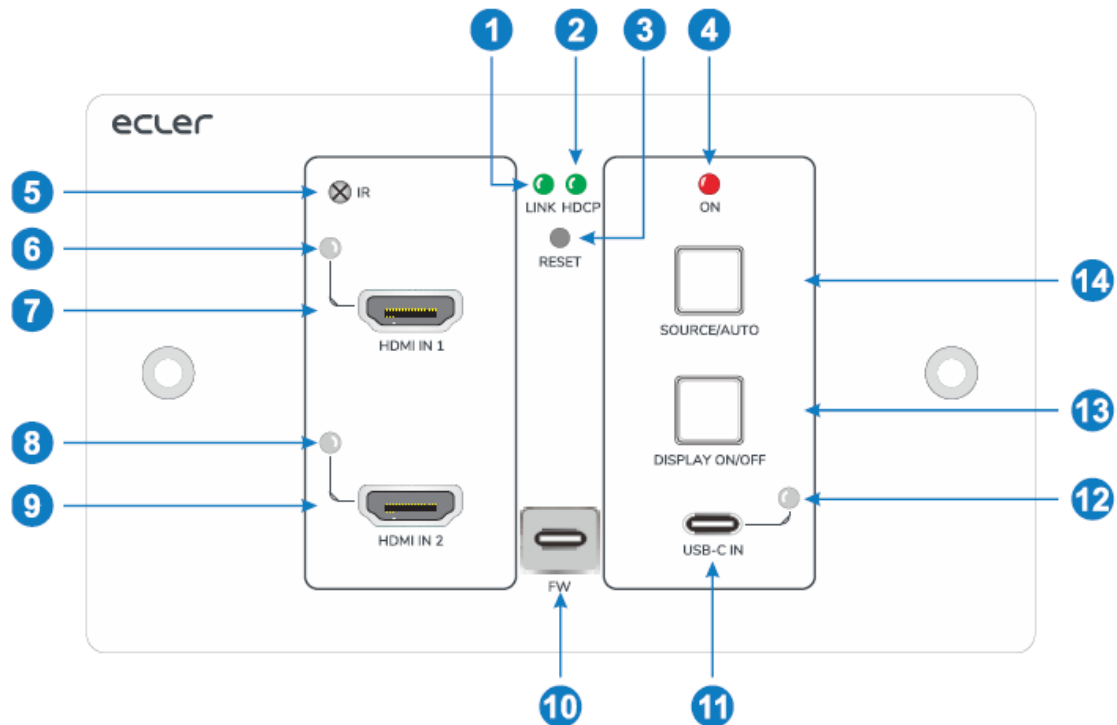 1 2 3 4
ecler
5 IR
LINK HDCP
ON
6
RESET
14
7
HDMI IN 1
SOURCE/AUTO
13
8
DISPLAY ON/OFF
12
9
HDMI IN 2
USB-C IN
FW
10 11